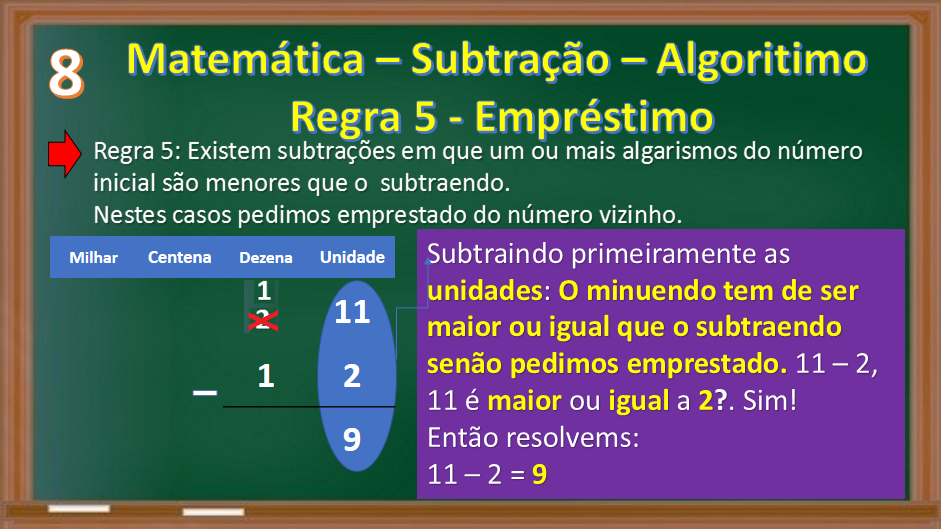 8
Matemática – Subtração – Algoritimo
Regra 5 - Empréstimo
Regra 5: Existem subtrações em que um ou mais algarismos do número
inicial são menores que o subtraendo.
Nestes casos pedimos emprestado do número vizinho.
Milhar Centena Dezena Unidade
1
2 11
– 1 2
9
Subtraindo primeiramente as
unidades: O minuendo tem de ser
maior ou igual que o subtraendo
senão pedimos emprestado. 11 – 2,
11 é maior ou igual a 2?. Sim!
Então resolvems:
11 – 2 = 9